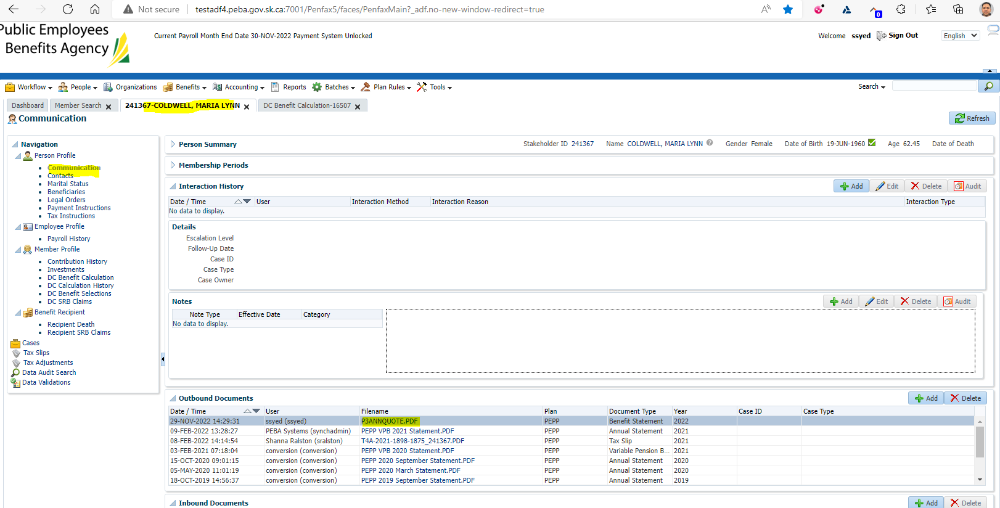 Not secure testadf4.peba.gov.sk.ca:7001/Penfax5/faces/PenfaxMain?_adf.no-new-window-redirect=true
0
Public Employees
Benefits Agency
Current Payroll Month End Date 30-NOV-2022 Payment System Unlocked
Welcome ssyed Sign Out English
Workflow People Organizations Benefits Accounting Reports Batches Plan Rules Tools Search
Dashboard Member Search 241367-COLDWELL, MARIA LYNN DC Benefit Calculation-16507
Communication Refresh
Navigation
Person Profile
Communication
Contacts
Marital Status
Beneficiaries
Legal Orders
Payment Instructions
Tax Instructions
Employee Profile
Payroll History
Member Profile
Contribution History
Investments
DC Benefit Calculation
DC Calculation History
DC Benefit Selections
DC SRB Claims
Benefit Recipient
Recipient Death
Recipient SRB Claims
Cases
Tax Slips
Tax Adjustments
Data Audit Search
Data Validations
Person Summary Stakeholder ID 241367 Name COLDWELL, MARIA LYNN Gender Female Date of Birth 19-JUN-1960 Age 62.45 Date of Death
Membership Periods
Interaction History Add Edit Delete Audit
Date / Time User Interaction Method Interaction Reason Interaction Type
No data to display.
Details
Escalation Level
Follow-Up Date
Case ID
Case Type
Case Owner
Notes Add Edit Delete Audit
Note Type Effective Date Category
No data to display.
Outbound Documents Add Delete
Date / Time User Filename Plan Document Type Year Case ID Case Type
29-NOV-2022 14:29:31 ssyed (ssyed) P3ANNQUOTE.PDF PEPP Benefit Statement 2022
09-FEB-2022 13:28:27 PEBA Systems (synchadmin) PEPP VPB 2021 Statement.PDF PEPP Annual Statement 2021
08-FEB-2022 14:14:54 Shanna Ralston (sralston) T4A-2021-1898-1875_241367.PDF PEPP Tax Slip 2021
03-FEB-2021 07:18:04 conversion (conversion) PEPP VPB 2020 Statement.PDF PEPP Variable Pension B... 2021
15-OCT-2020 09:01:15 conversion (conversion) PEPP 2020 September Statement.PDF PEPP Annual Statement 2020
05-MAY-2020 11:01:19 conversion (conversion) PEPP 2020 March Statement.PDF PEPP Annual Statement 2020
18-OCT-2019 14:56:37 conversion (conversion) PEPP 2019 September Statement.PDF PEPP Annual Statement 2019
Inbound Documents Add Delete